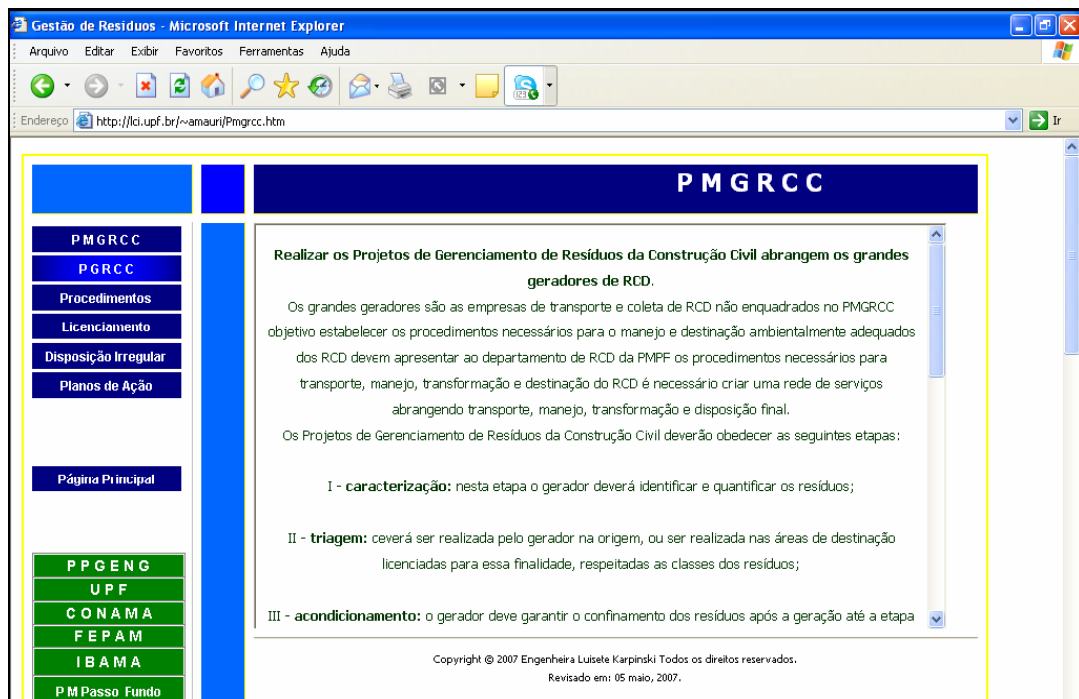 Gestão de Resíduos - Microsoft Internet Explorer
Arquivo Editar Exibir Favoritos Ferramentas Ajuda
Endereço http://lci.upf.br/~amauri/Pmgrcc.htm Ir
PMGRCC
PMGRCC
PGRCC
Procedimentos
Licenciamento
Disposição Irregular
Planos de Ação
Página Principal
PPGENG
UPF
CONAMA
FEPAM
IBAMA
PM Passo Fundo
Realizar os Projetos de Gerenciamento de Resíduos da Construção Civil abrangem os grandes
geradores de RCD.
Os grandes geradores são as empresas de transporte e coleta de RCD não enquadrados no PMGRCC
objetivo estabelecer os procedimentos necessários para o manejo e destinação ambientalmente adequados
dos RCD devem apresentar ao departamento de RCD da PMPF os procedimentos necessários para
transporte, manejo, transformação e destinação do RCD é necessário criar uma rede de serviços
abrangendo transporte, manejo, transformação e disposição final.
Os Projetos de Gerenciamento de Resíduos da Construção Civil deverão obedecer as seguintes etapas:
I - caracterização: nesta etapa o gerador deverá identificar e quantificar os resíduos;
II - triagem: ceverá ser realizada pelo gerador na origem, ou ser realizada nas áreas de destinação
licenciadas para essa finalidade, respeitadas as classes dos resíduos;
III - acondicionamento: o gerador deve garantir o confinamento dos resíduos após a geração até a etapa
Copyright © 2007 Engenheira Luisete Karpinski Todos os direitos reservados.
Revisado em: 05 maio, 2007.